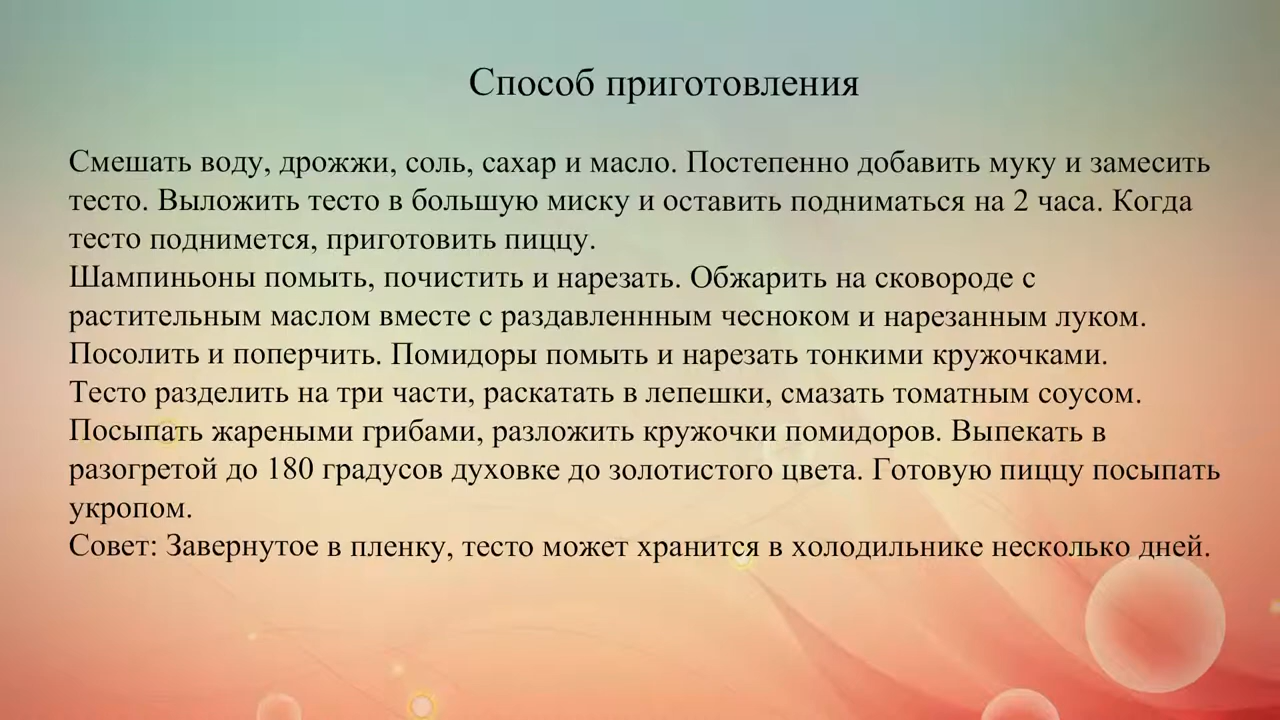 Способ приготовления
Смешать воду, дрожжи, соль, сахар и масло. Постепенно добавить муку и замесить
тесто. Выложить тесто в большую миску и оставить подниматься на 2 часа. Когда
тесто поднимется, приготовить пиццу.
Шампиньоны помыть, почистить и нарезать. Обжарить на сковороде с
растительным маслом вместе с раздавленннным чесноком и нарезанным луком.
Посолить и поперчить. Помидоры помыть и нарезать тонкими кружочками.
Тесто разделить на три части, раскатать в лепешки, смазать томатным соусом.
Посыпать жареными грибами, разложить кружочки помидоров. Выпекать в
разогретой до 180 градусов духовке до золотистого цвета. Готовую пиццу посыпать
укропом.
Совет: Завернутое в пленку, тесто может хранится в холодильнике несколько дней.